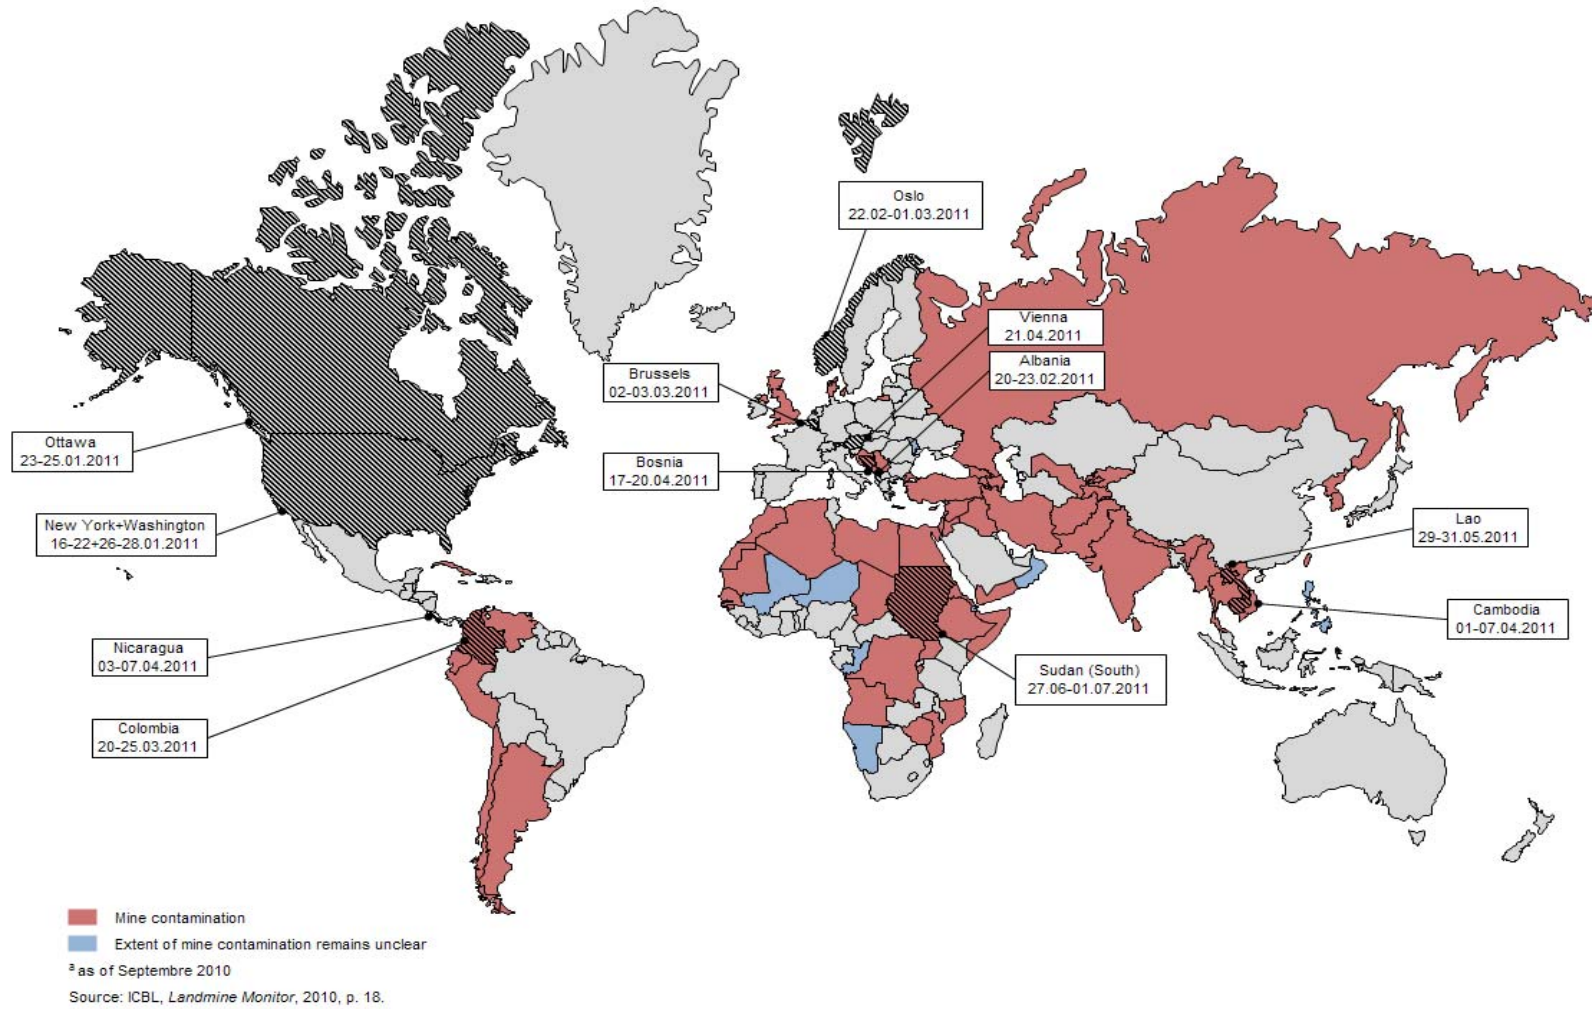 Oslo
22.02-01.03.2011
Vienna
21.04.2011
Albania
20-23.02.2011
Brussels
02-03.03.2011
Ottawa
23-25.01.2011
Bosnia
17-20.04.2011
New York+Washington
16-22+26-28.01.2011
Lao
29-31.05.2011
Cambodia
01-07.04.2011
Nicaragua
03-07.04.2011
Sudan (South)
27.06-01.07.2011
Colombia
20-25.03.2011
Mine contamination
Extent of mine contamination remains unclear
a as of Septembre 2010
Source: ICBL, Landmine Monitor, 2010, p. 18.